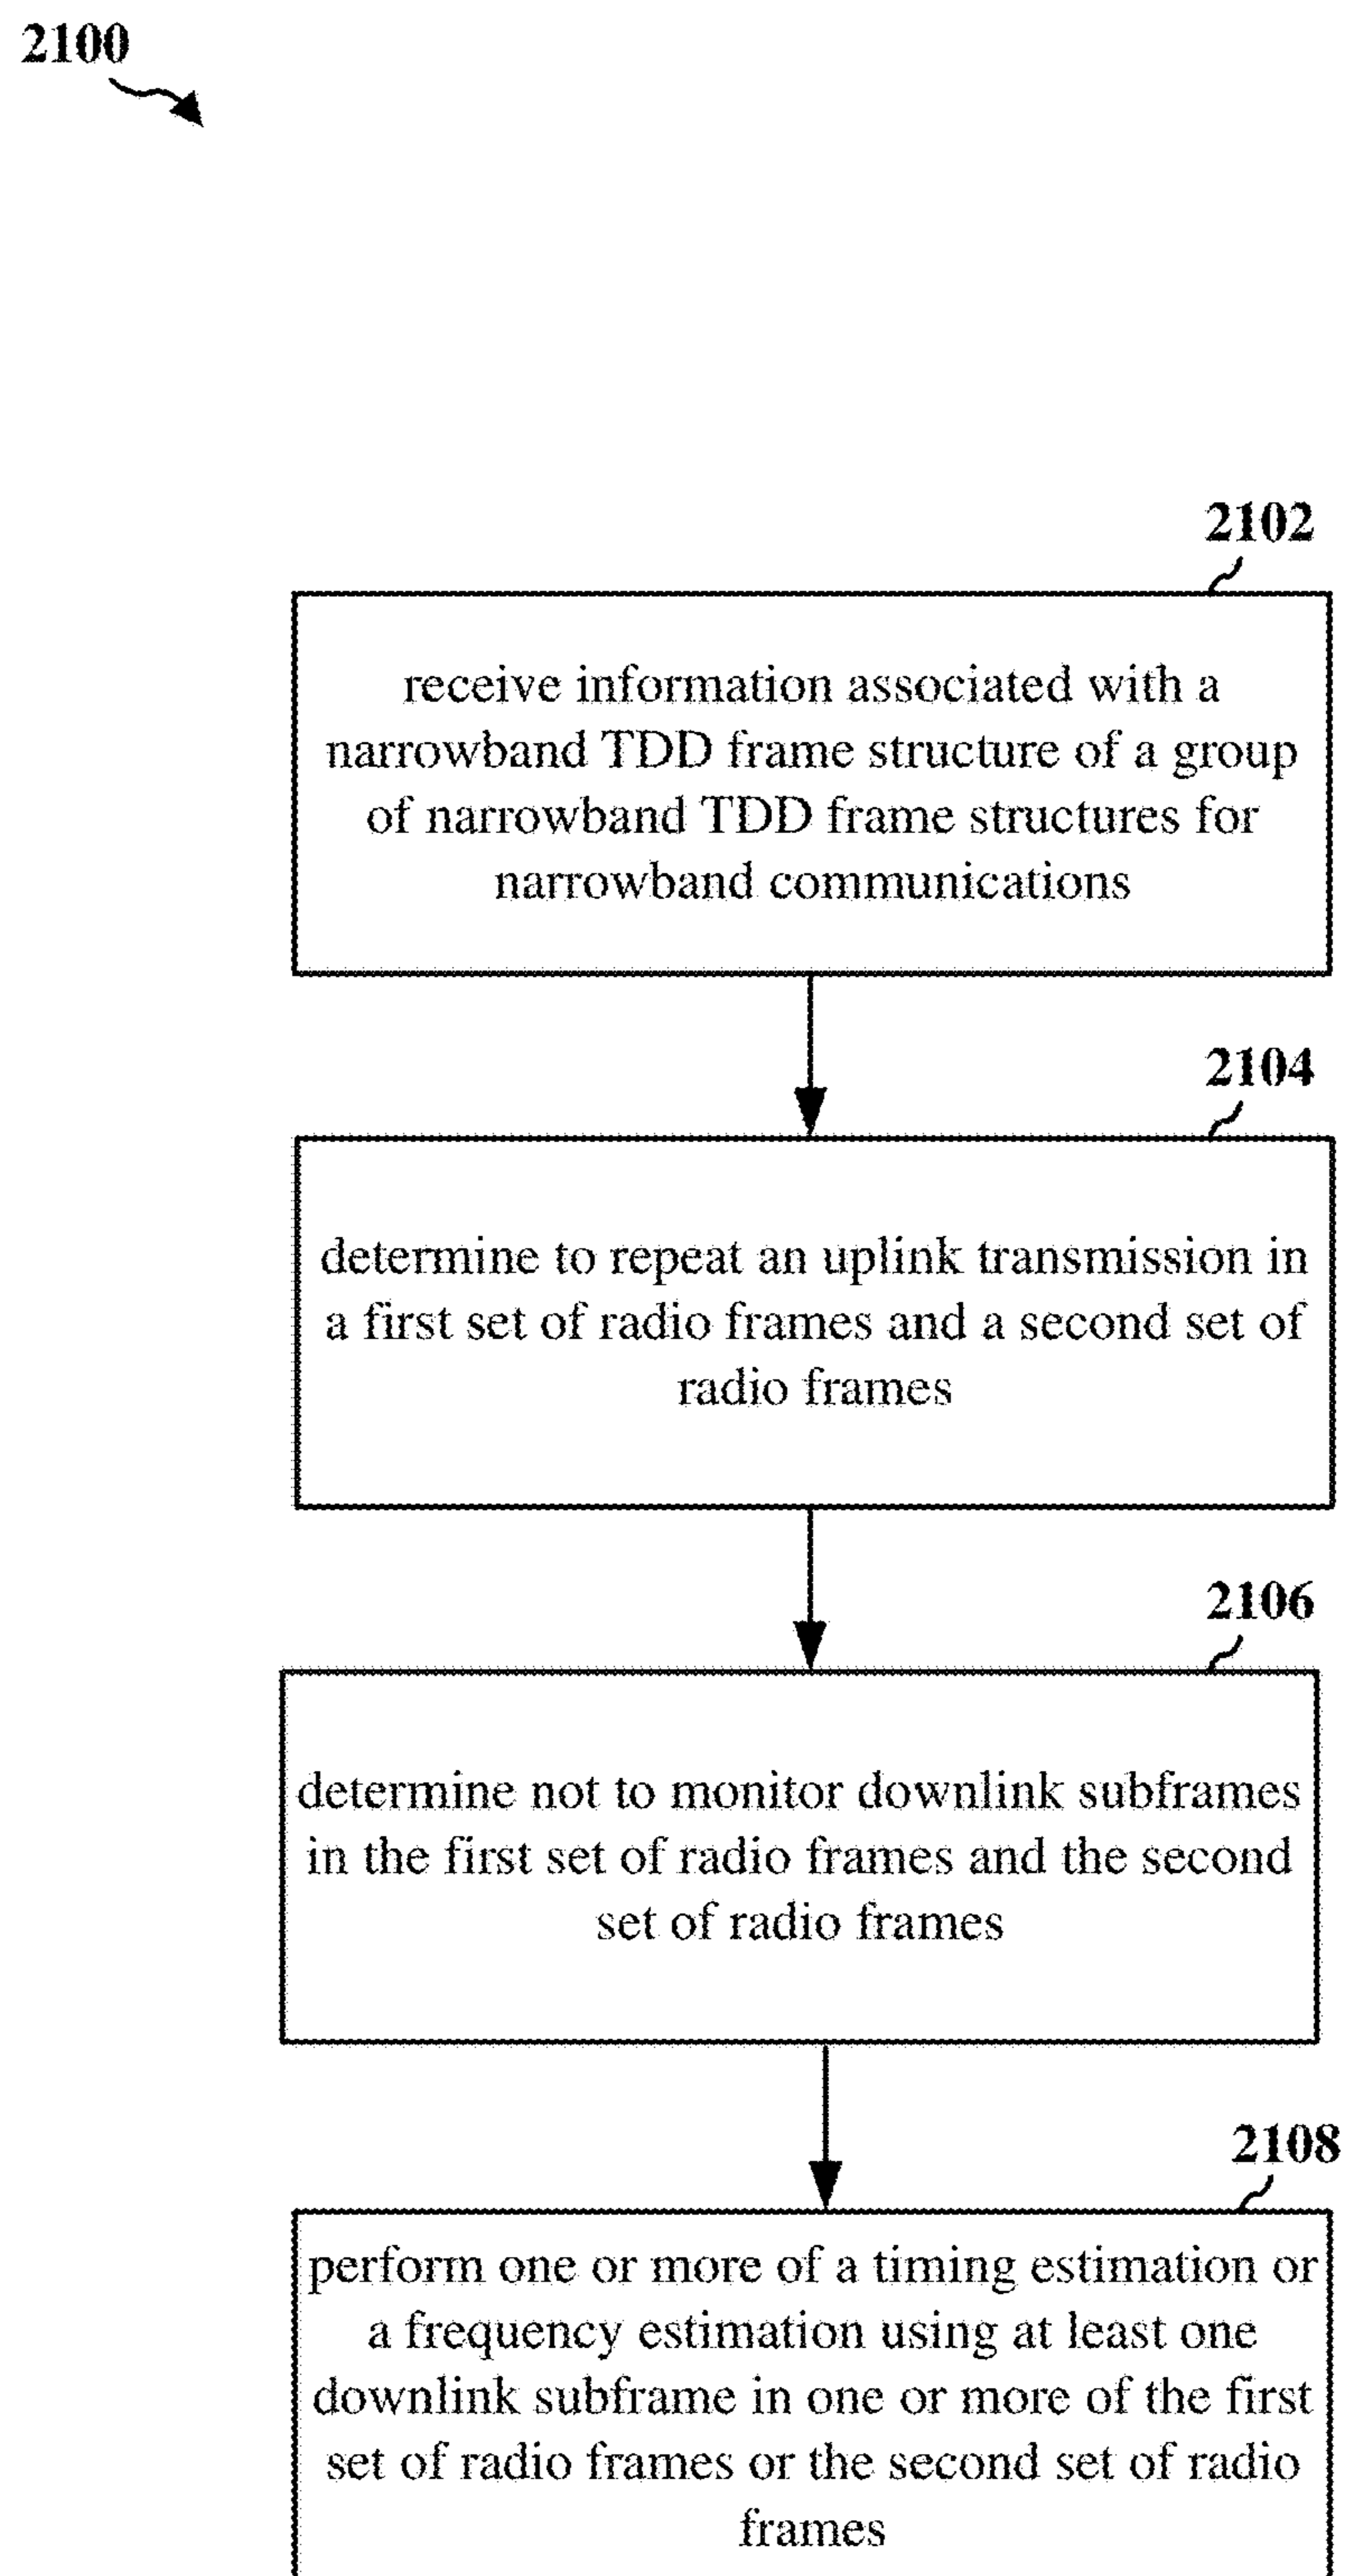 2100
2102
receive information associated with a
narrowband TDD frame structure of a group
of narrowband TDD frame structures for
narrowband communications
2104
determine to repeat an uplink transmission in
a first set of radio frames and a second set of
radio frames
2106
determine not to monitor downlink subframes
in the first set of radio frames and the second
set of radio frames
2108
perform one or more of a timing estimation or
a frequency estimation using at least one
downlink subframe in one or more of the first
set of radio frames or the second set of radio
frames